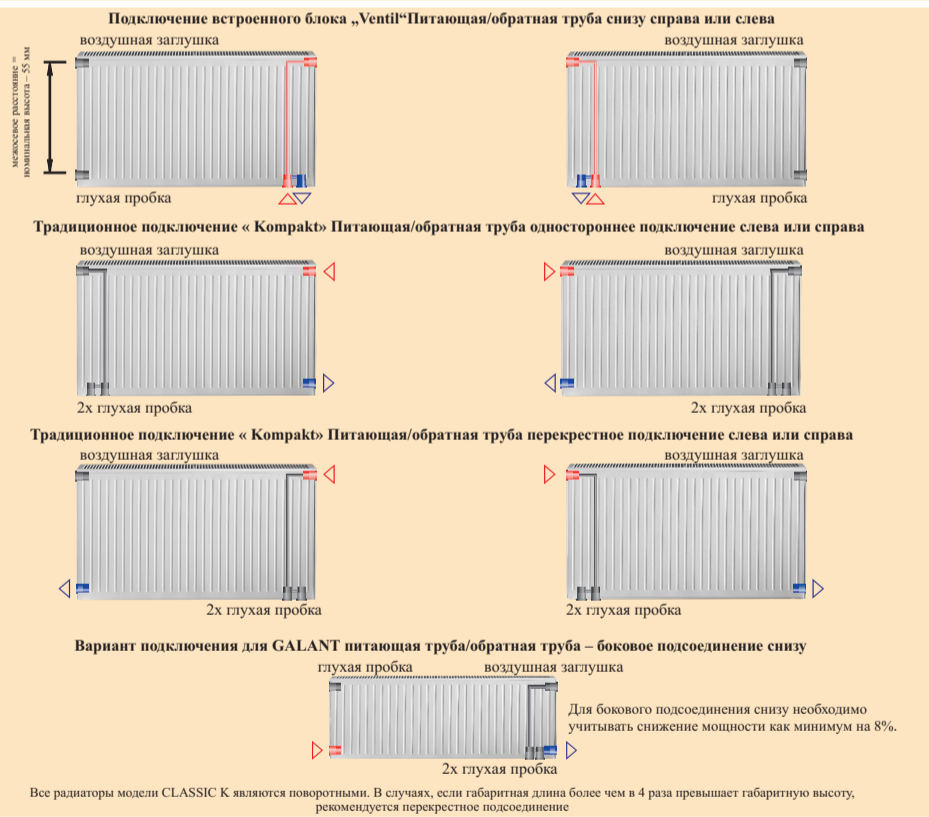 Подключение встроенного блока „Ventil“Питающая/обратная труба снизу справа или слева
воздушная заглушка
воздушная заглушка
межосевое расстояние =
номинальная высота – 55 мм
глухая пробка
глухая пробка
Традиционное подключение « Kompakt» Питающая/обратная труба одностороннее подключение слева или справа
воздушная заглушка
воздушная заглушка
2x глухая пробка
2x глухая пробка
Традиционное подключение « Kompakt» Питающая/обратная труба перекрестное подключение слева или справа
воздушная заглушка
воздушная заглушка
2x глухая пробка
2x глухая пробка
Вариант подключения для GALANT питающая труба/обратная труба – боковое подсоединение снизу
глухая пробка
воздушная заглушка
Для бокового подсоединения снизу необходимо
учитывать снижение мощности как минимум на 8%.
2x глухая пробка
Все радиаторы модели CLASSIC K являются поворотными. В случаях, если габаритная длина более чем в 4 раза превышает габаритную высоту,
рекомендуется перекрестное подсоединение